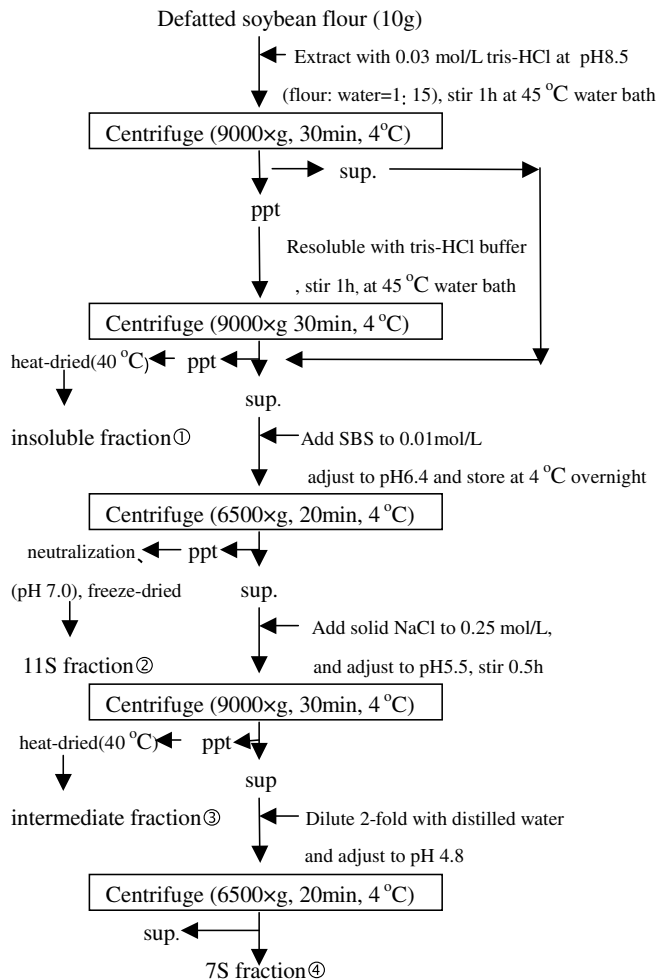 Defatted soybean flour (10g)
Extract with 0.03 mol/L tris-HCl at pH8.5
(flour: water=1: 15), stir 1h at 45 °C water bath
Centrifuge (9000×g, 30min, 4°C)
sup.
ppt
Resoluble with tris-HCl buffer
, stir 1h, at 45 °C water bath
Centrifuge (9000×g 30min, 4°C)
heat-dried(40 °C) ppt
sup.
insoluble fraction① Add SBS to 0.01mol/L
adjust to pH6.4 and store at 4 °C overnight
Centrifuge (6500×g, 20min, 4°C)
neutralization、 ppt
(pH 7.0), freeze-dried sup.
Add solid NaCl to 0.25 mol/L,
11S fraction② and adjust to pH5.5, stir 0.5h
Centrifuge (9000×g, 30min, 4°C)
heat-dried(40 °C) ppt
sup
intermediate fraction③ Dilute 2-fold with distilled water
and adjust to pH 4.8
Centrifuge (6500×g, 20min, 4°C)
sup.
7S fraction④